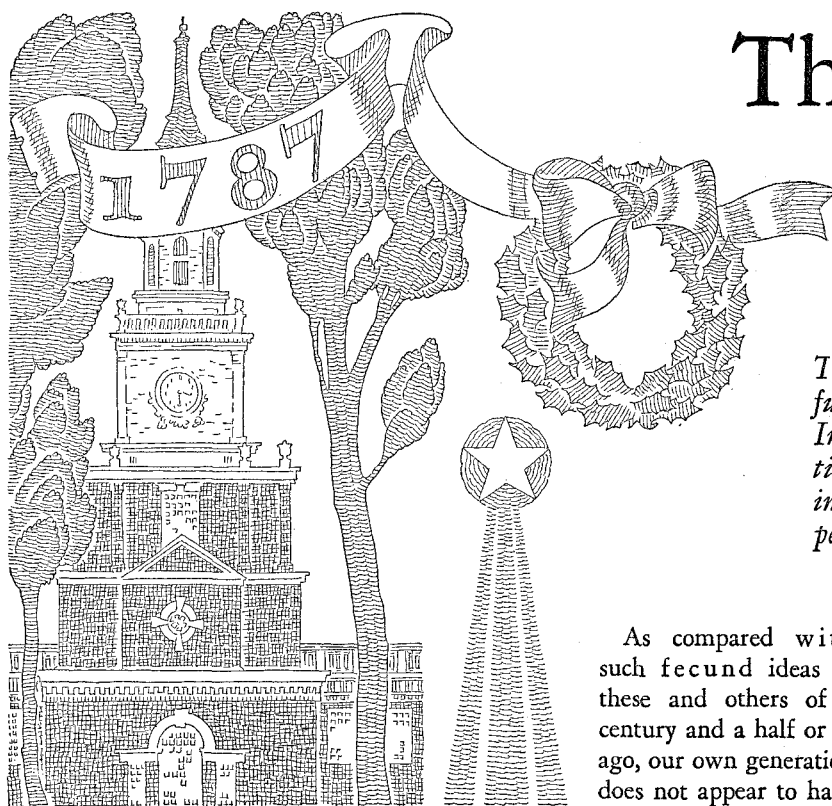 Th
1787
T
fu
In
ti
in
pe
As compared wit
such fecund ideas
these and others of
century and a half or
ago, our own generatio
does not appear to ha